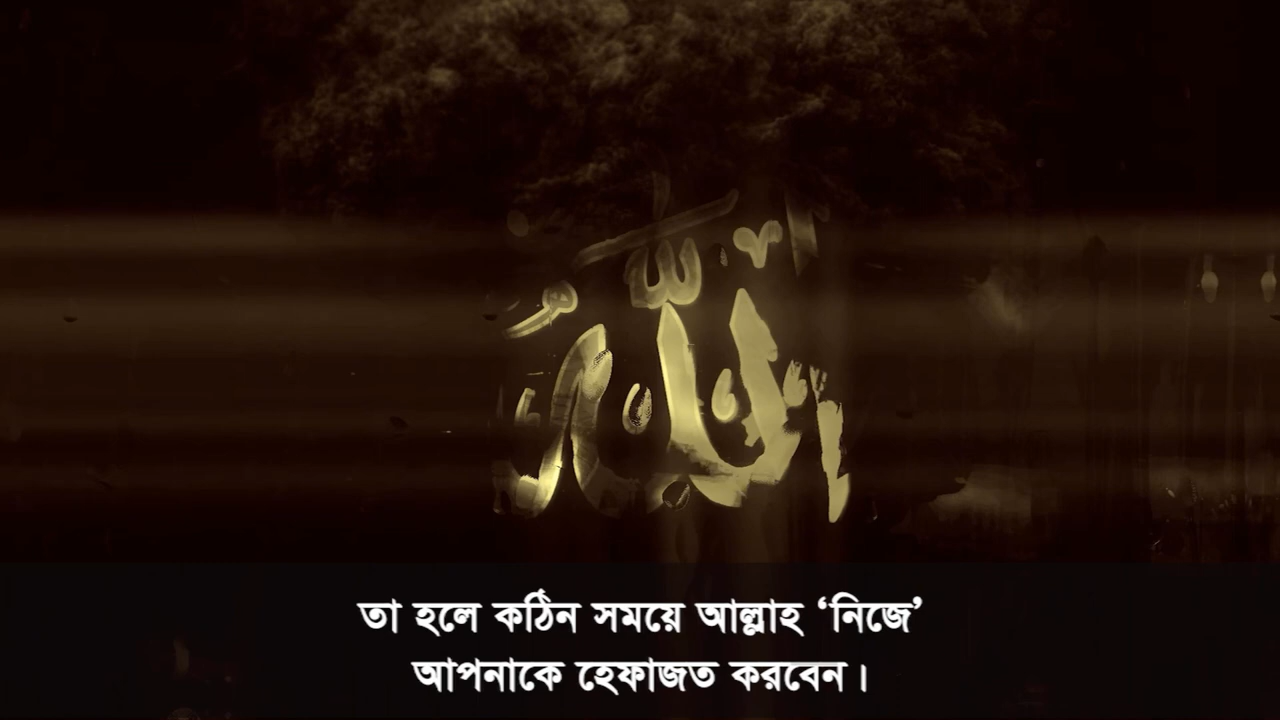 الله
তা হলে কঠিন সময়ে আল্লাহ ‘নিজে’
আপনাকে হেফাজত করবেন।